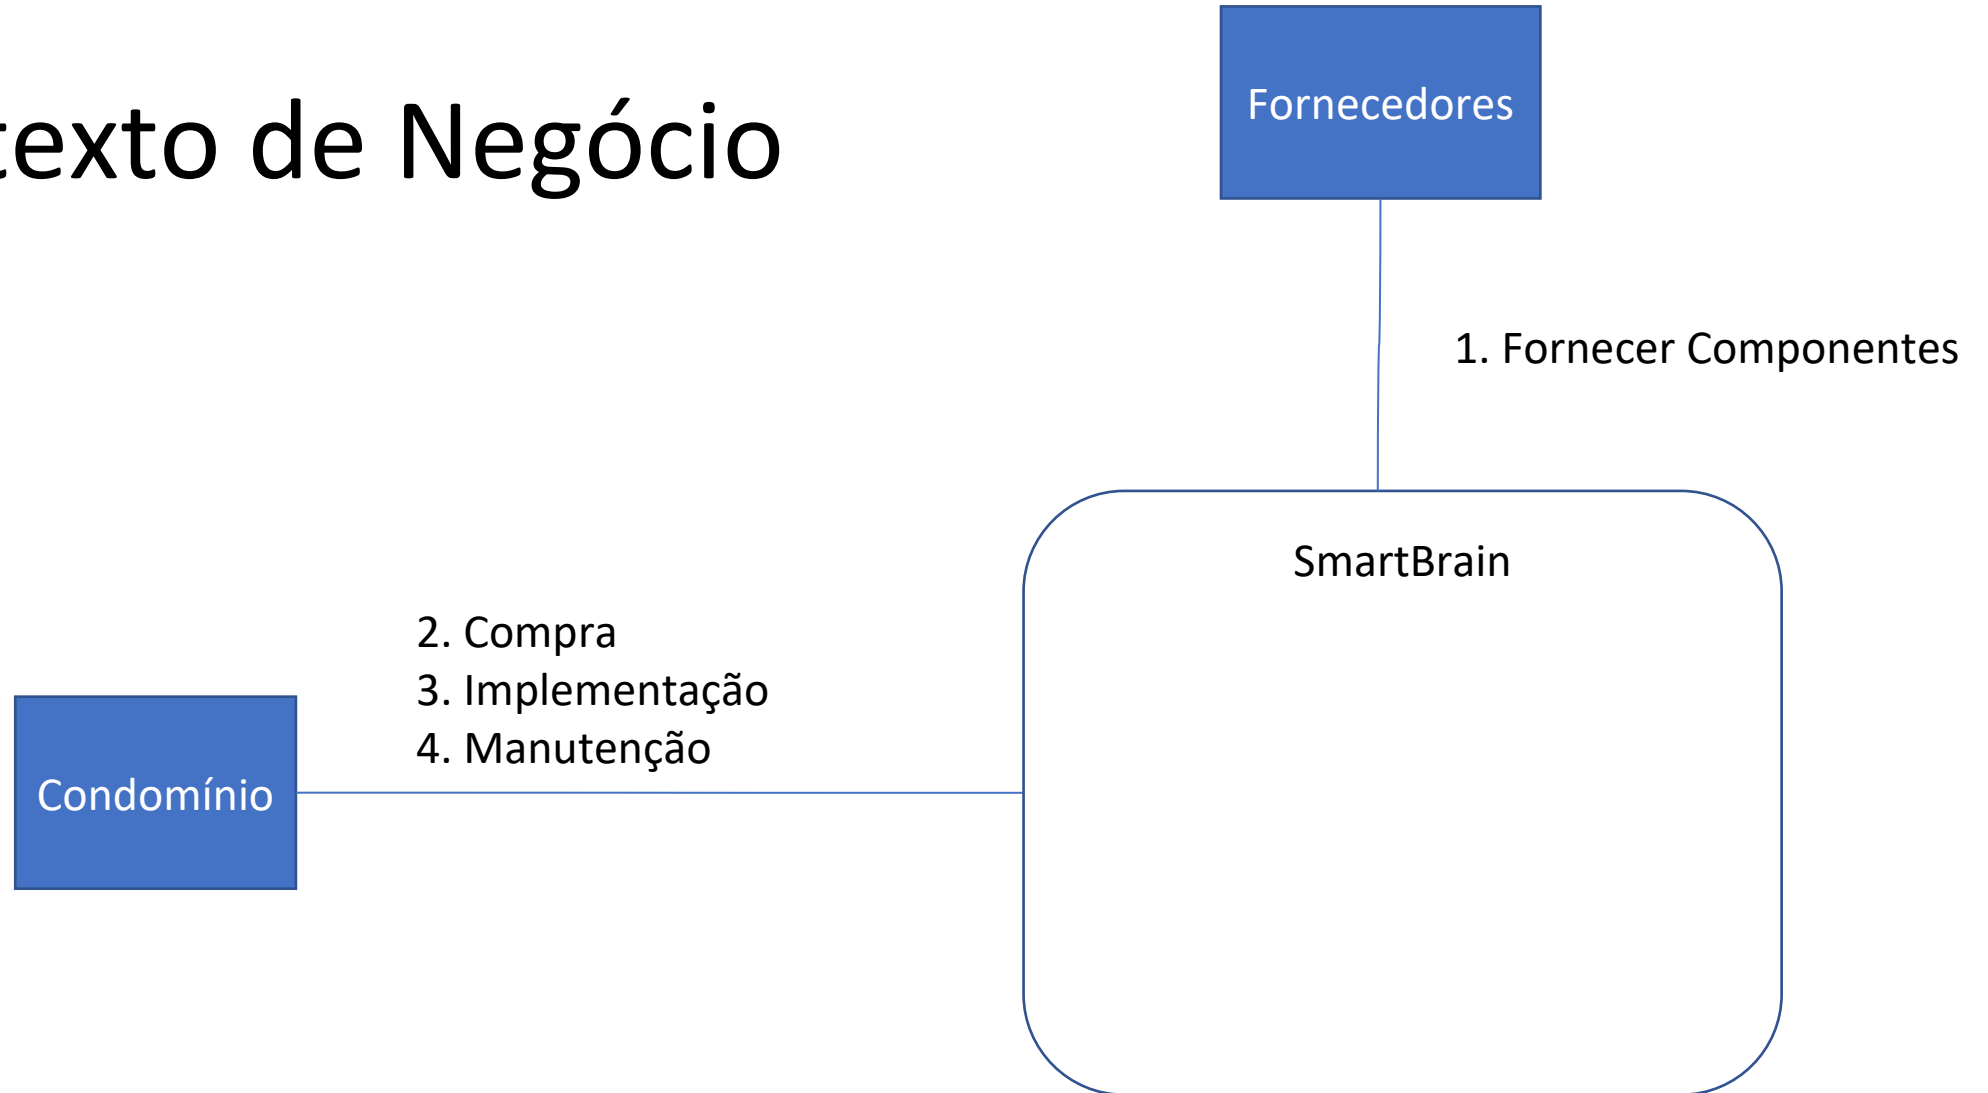 texto de Negócio
Fornecedores
1. Fornecer Componentes
SmartBrain
2. Compra
3. Implementação
4. Manutenção
Condomínio